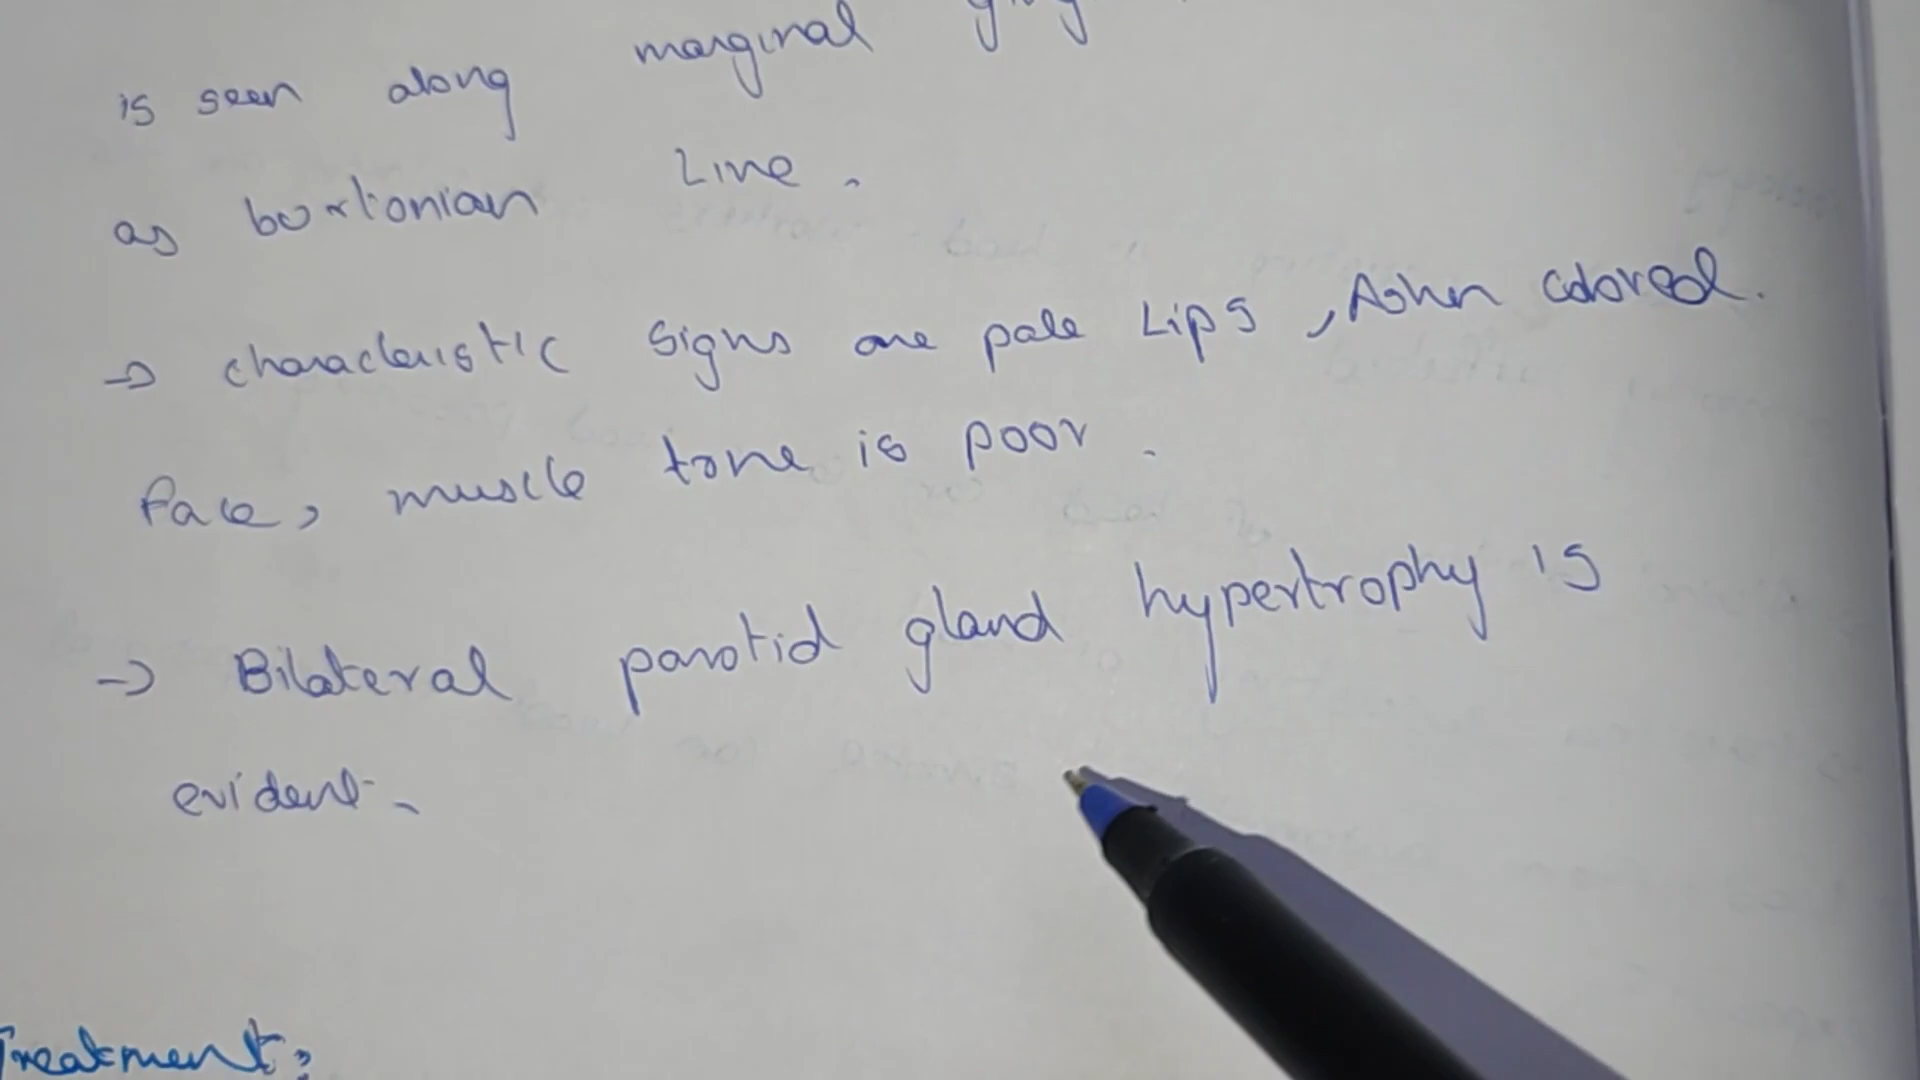 is seen along marginal
as burtonian Line.
→ characteristic signs are pale Lips, Ashen colored.
face, muscle tone is poor.
→ Bilateral parotid gland hypertrophy is
evident.
Treatment: